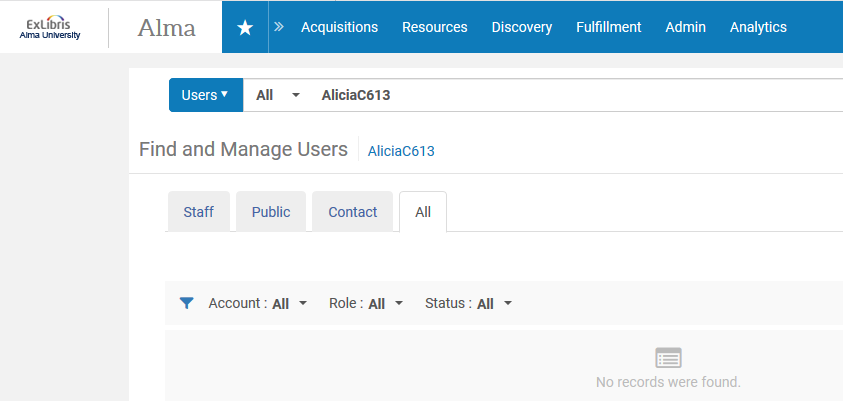 ExLibris
Alma University
Alma
Acquisitions Resources Discovery Fulfillment Admin Analytics
Users All AliciaC613
Find and Manage Users AliciaC613
Staff Public Contact All
Account : All Role : All Status : All
No records were found.